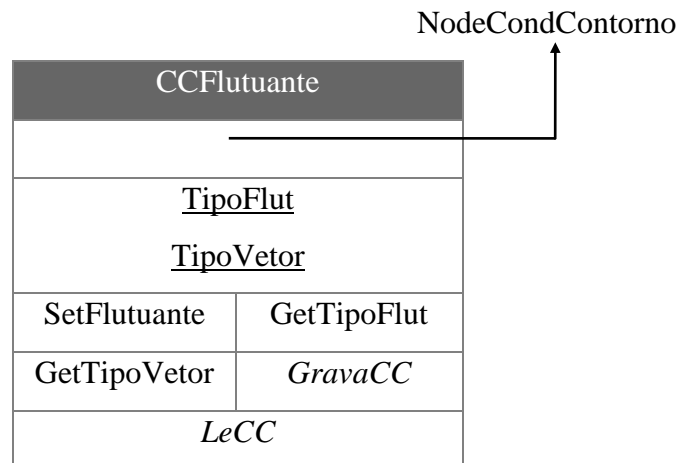 NodeCondContorno
CCFlutuante
TipoFlut
TipoVetor
SetFlutuante GetTipoFlut
GetTipoVetor GravaCC
LeCC